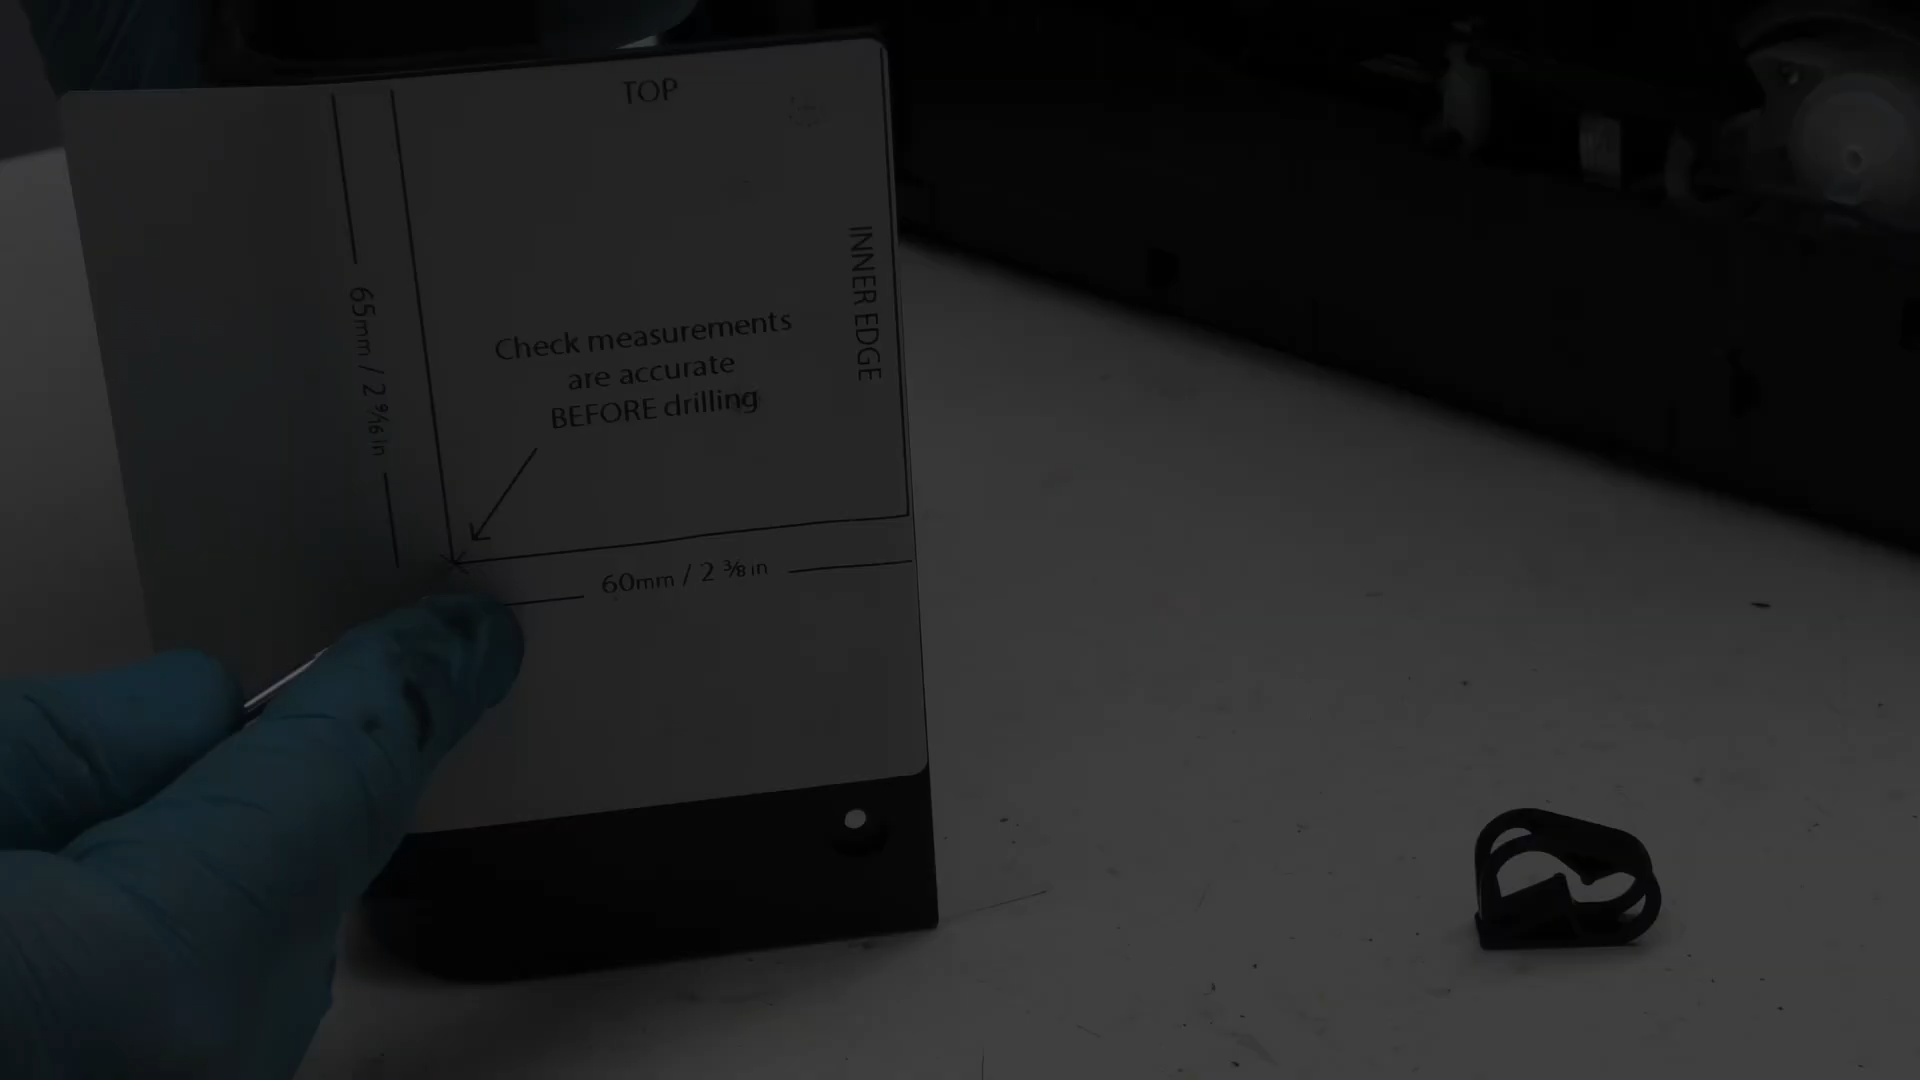 TOP
INNER EDGE
65mm / 2 9/16 in
Check measurements
are accurate
BEFORE drilling
60mm / 2 3/8 in